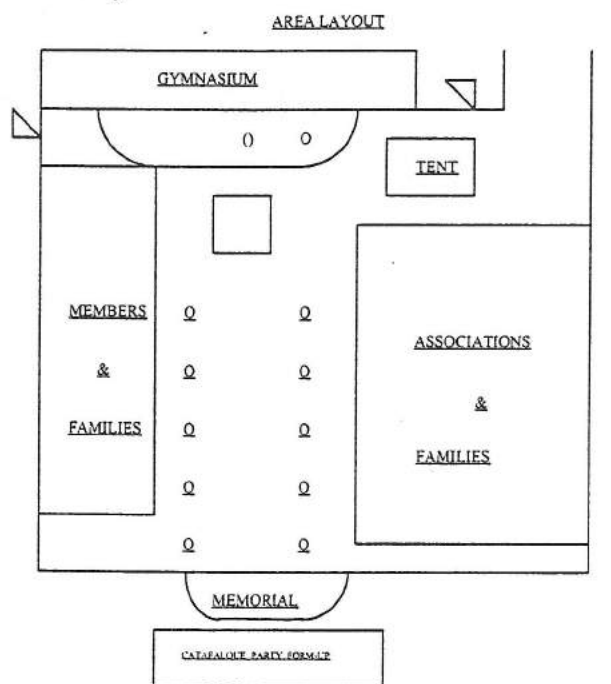 AREA LAYOUT
GYMNASIUM
() O
TENT
MEMBERS
&
FAMILIES
ASSOCIATIONS
&
FAMILIES
O O
O O
O O
O O
O O
MEMORIAL
CATAFALQUE PARTY FORM-UP